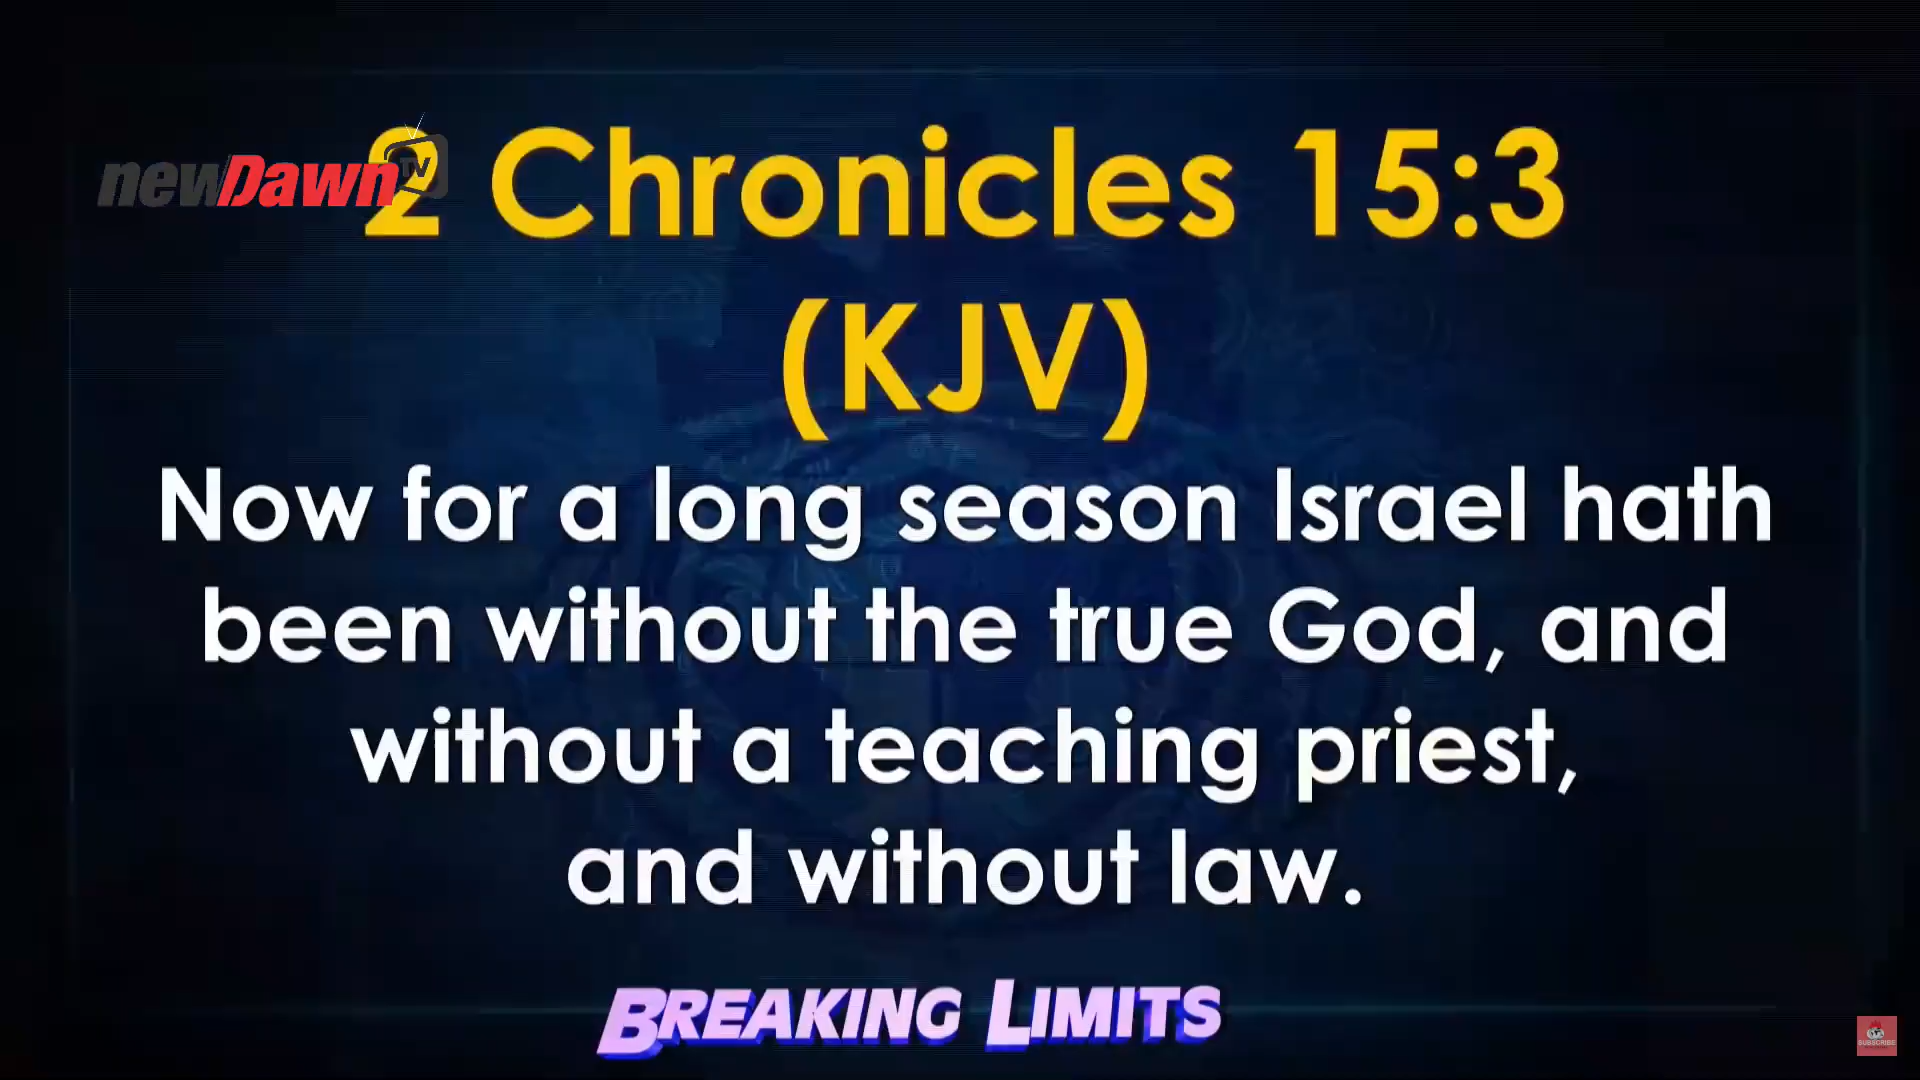 newDawn TV
2 Chronicles 15:3
(KJV)
Now for a long season Israel hath
been without the true God, and
without a teaching priest,
and without law.
BREAKING LIMITS
SUBSCRIBE